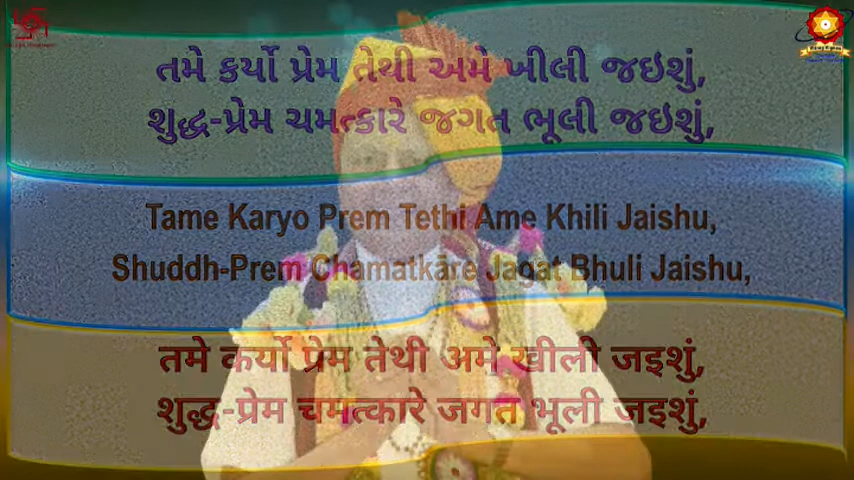 તમે કર્યો પ્રેમ તેથી અમે ખીલી જઇશું,
શુદ્ધ-પ્રેમ ચમત્કારે જગત ભૂલી જઇશું,
Tame Karyo Prem Tethi Ame Khili Jaishu,
Shuddh-Prem Chamatkāre Jagat Bhuli Jaishu,
तमे कर्यो प्रेम तेथी अमे खीली जइशुं,
शुद्ध-प्रेम चमत्कारे जगत भूली जइशुं,